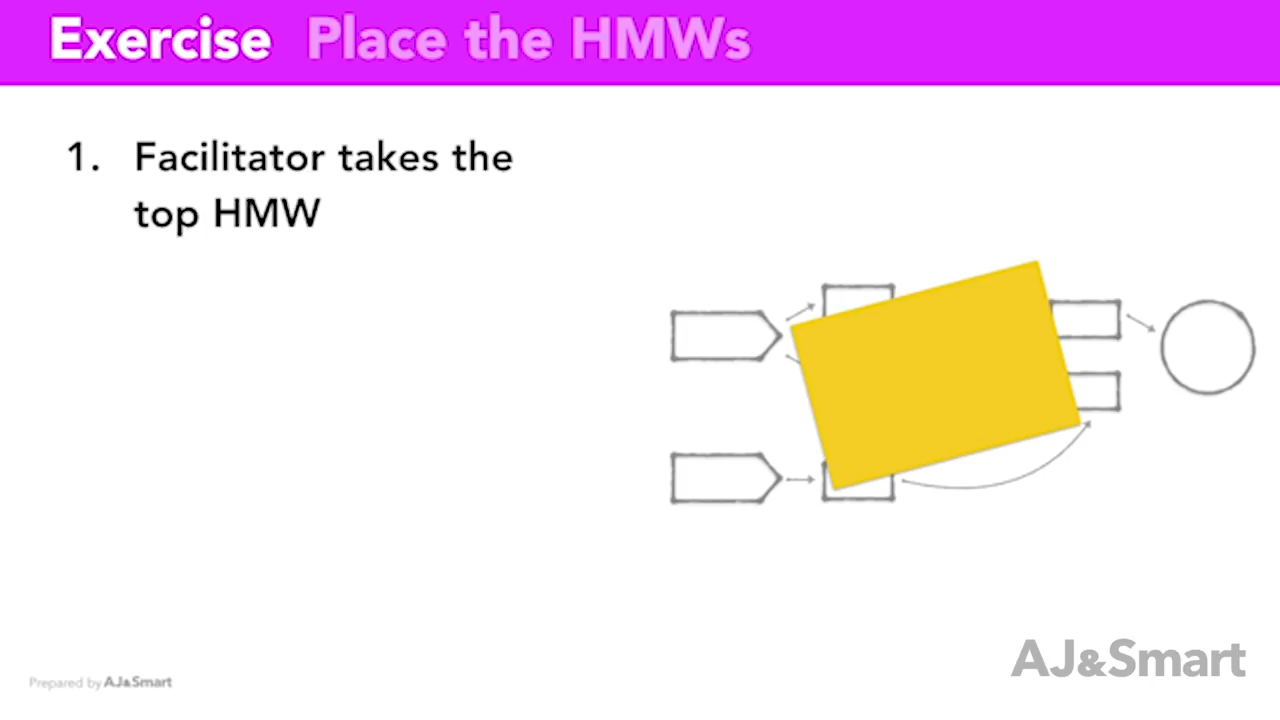 Exercise Place the HMWs
1. Facilitator takes the
top HMW
AJ&Smart
Prepared by AJ&Smart